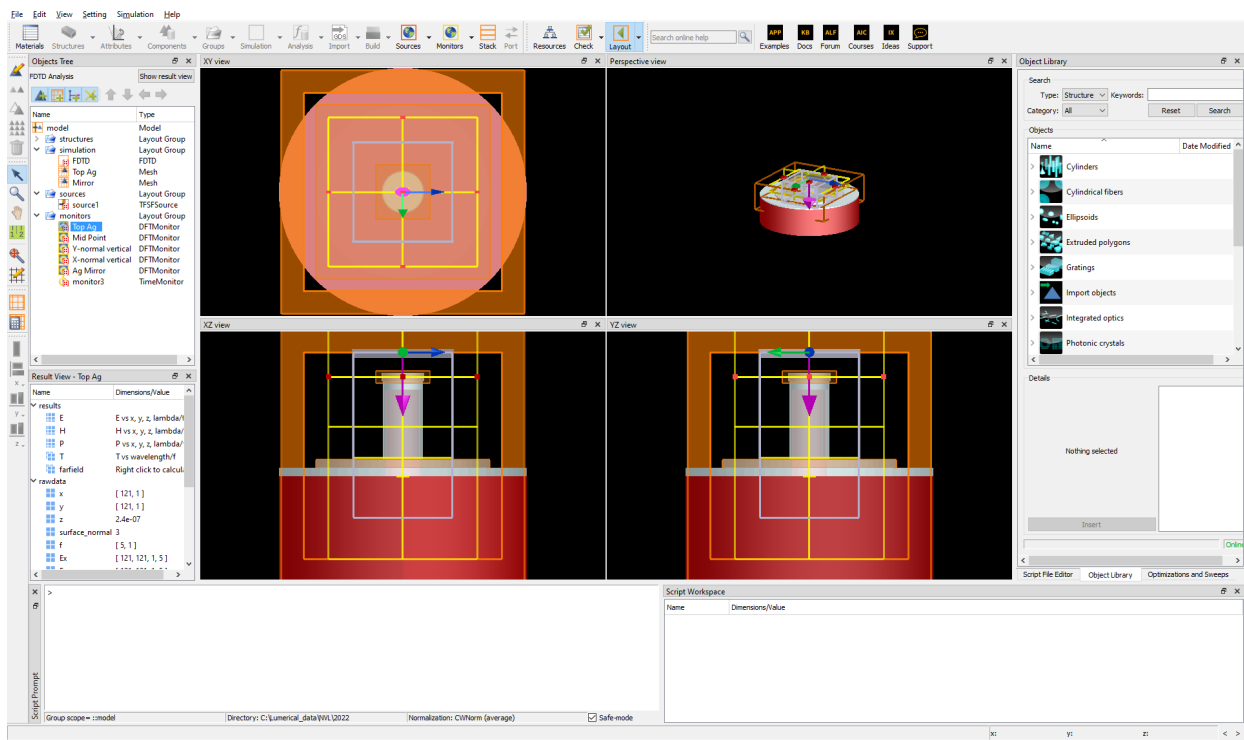 File Edit View Setting Simulation Help
Materials Structures Attributes Components Groups Simulation Analysis Import Build Sources Monitors Stack Port Resources Check Layout Search online help Examples Docs Forum Courses Ideas Support
GDS APP KB ALF AIC IX
Objects Tree
FDTD Analysis Show result view
Name Type
model Model
structures Layout Group
simulation Layout Group
FDTD FDTD
Top Ag Mesh
Mirror Mesh
sources Layout Group
source1 TFSFSource
monitors Layout Group
Top Ag DFTMonitor
Mid Point DFTMonitor
Y-normal vertical DFTMonitor
X-normal vertical DFTMonitor
Ag Mirror DFTMonitor
monitor3 TimeMonitor
Result View - Top Ag
Name Dimensions/Value
results
E E vs x, y, z, lambda/f
H H vs x, y, z, lambda/
P P vs x, y, z, lambda/
T T vs wavelength/f
farfield Right click to calcul
rawdata
x [ 121, 1 ]
y [ 121, 1 ]
z 2.4e-07
surface_normal 3
f [ 5, 1 ]
Ex [ 121, 121, 1, 5 ]
XY view
Perspective view
XZ view
YZ view
Object Library
Search
Type: Structure Keywords:
Category: All Reset Search
Objects
Name Date Modified
Cylinders
Cylindrical fibers
Ellipsoids
Extruded polygons
Gratings
Import objects
Integrated optics
Photonic crystals
Details
Nothing selected
Insert
Online
Script File Editor Object Library Optimizations and Sweeps
Script Prompt
>
Group scope= ::model Directory: C:\Lumerical_data\NVL\2022 Normalization: CWNorm (average) Safe-mode
Script Workspace
Name Dimensions/Value
x: y: z: